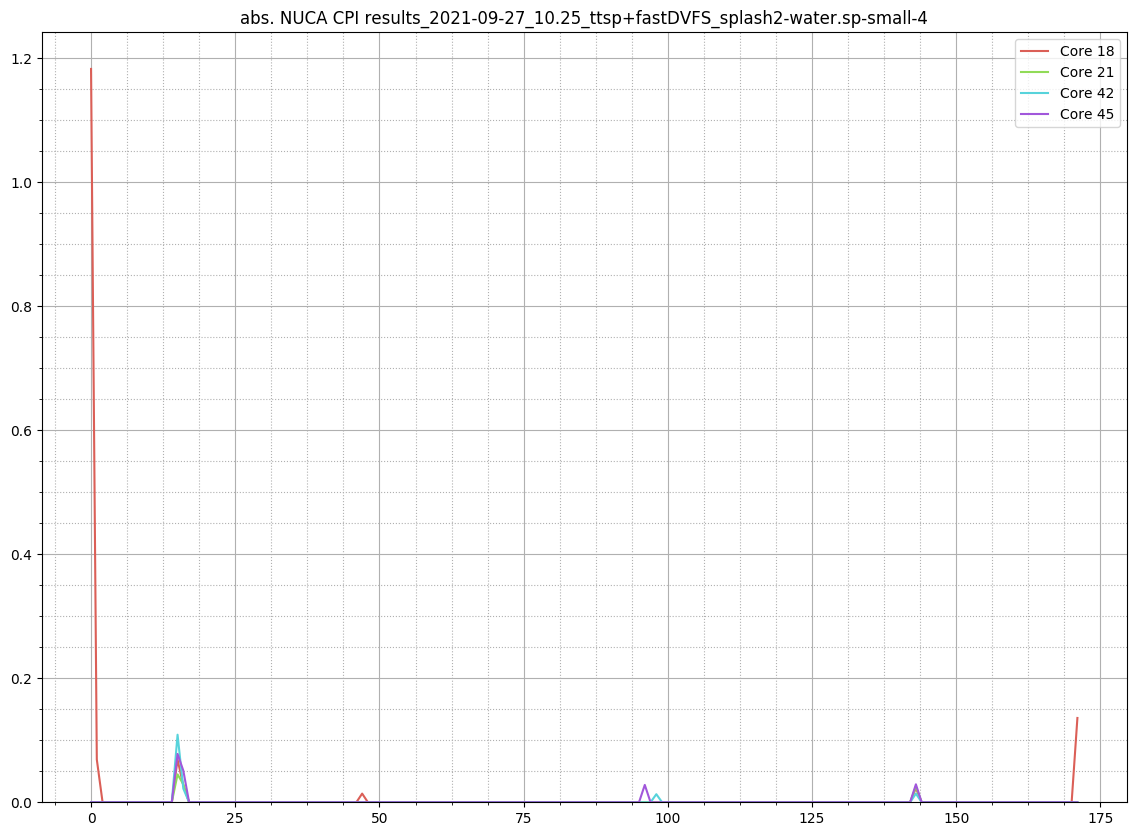 abs. NUCA CPI results_2021-09-27_10.25_ttsp+fastDVFS_splash2-water.sp-small-4
Core 18
Core 21
Core 42
Core 45
1.2
1.0
0.8
0.6
0.4
0.2
0.0
0 25 50 75 100 125 150 175